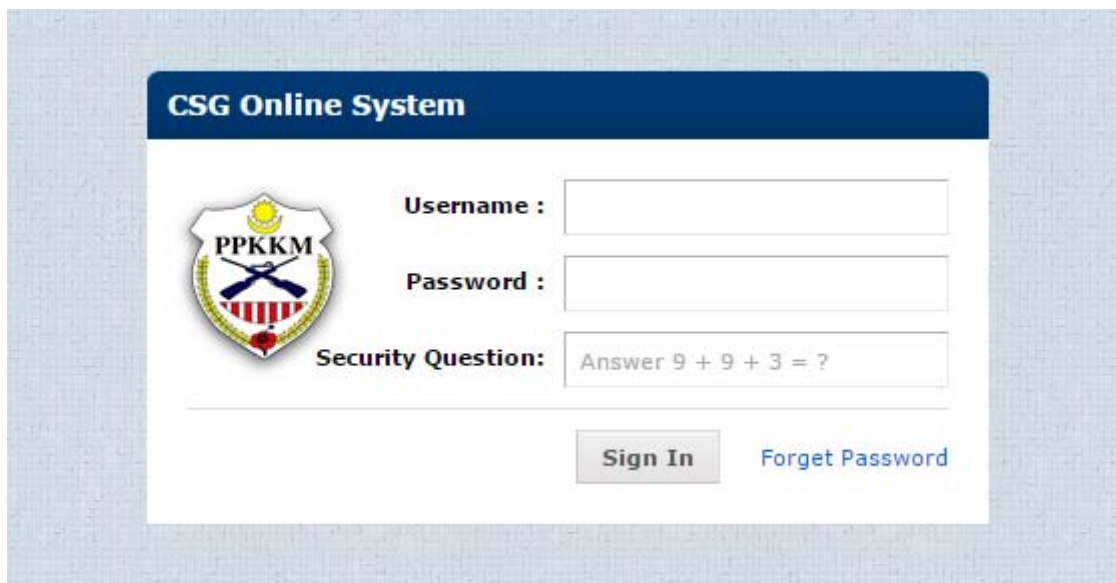 CSG Online System
PPKKM
Username :
Password :
Security Question:
Answer 9 + 9 + 3 = ?
Sign In
Forget Password